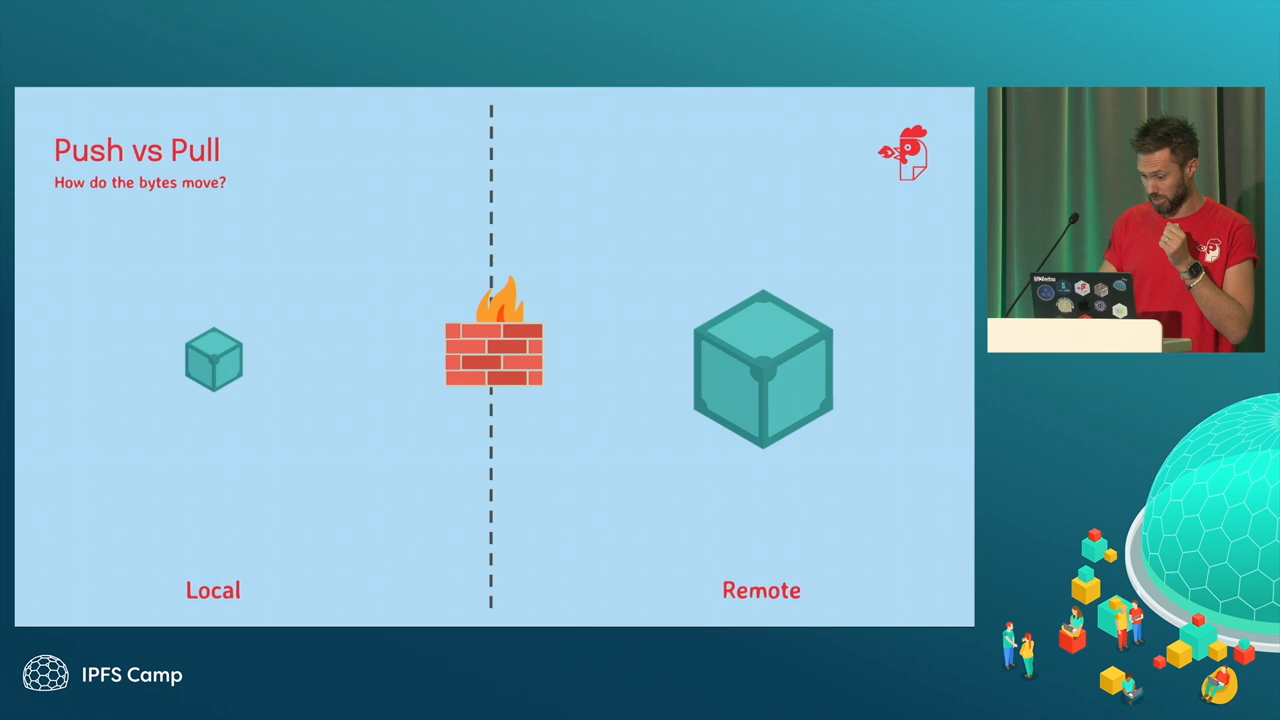 Push vs Pull
How do the bytes move?
Local
Remote
IPFS Camp